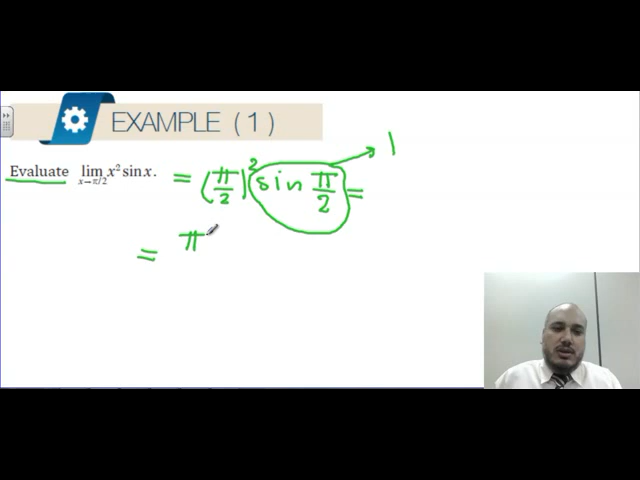 EXAMPLE ( 1 )
Evaluate lim x→π/2 x² sin x. = (π/2)² sin π/2 = → 1
= π